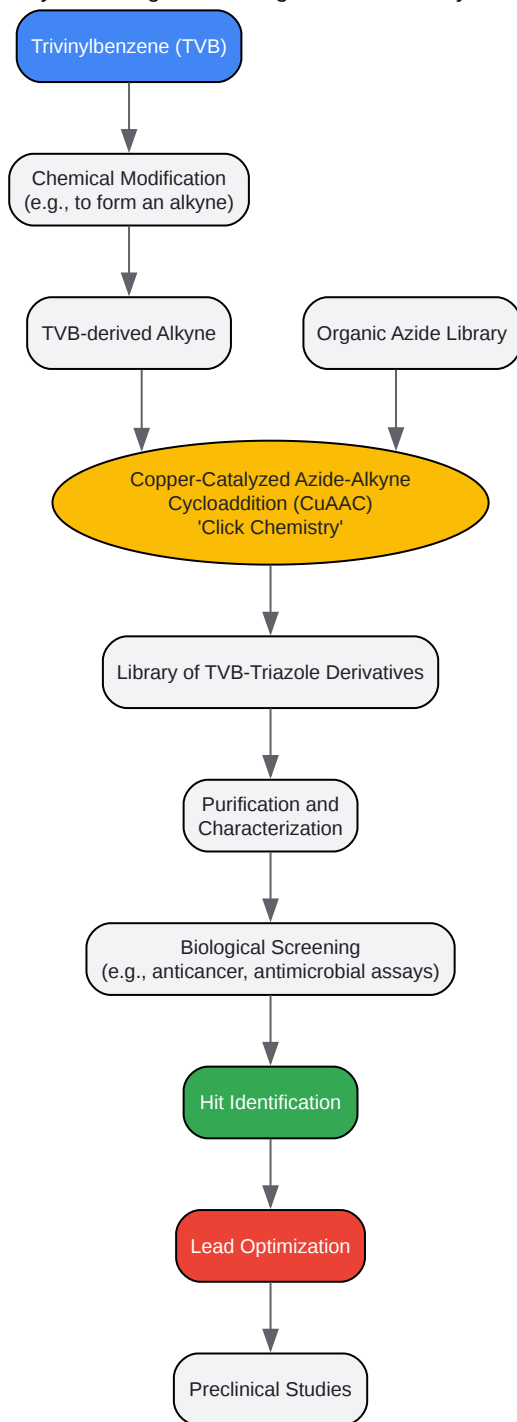 Trivinylbenzene (TVB)
Chemical Modification
(e.g., to form an alkyne)
TVB-derived Alkyne
Organic Azide Library
Copper-Catalyzed Azide-Alkyne
Cycloaddition (CuAAC)
'Click Chemistry'
Library of TVB-Triazole Derivatives
Purification and
Characterization
Biological Screening
(e.g., anticancer, antimicrobial assays)
Hit Identification
Lead Optimization
Preclinical Studies